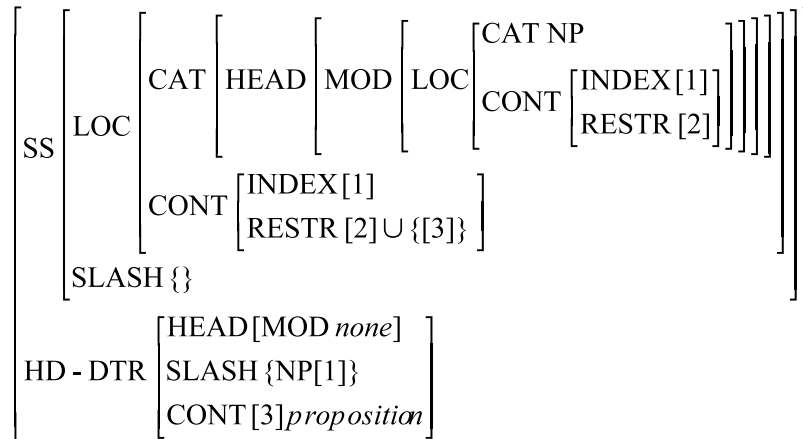 CAT NP
CAT HEAD MOD LOC
CONT INDEX [1]
RESTR [2]
LOC
SS
INDEX [1]
CONT
RESTR [2] ∪ {[3]}
SLASH {}
HEAD [MOD none]
HD - DTR SLASH {NP[1]}
CONT [3] proposition